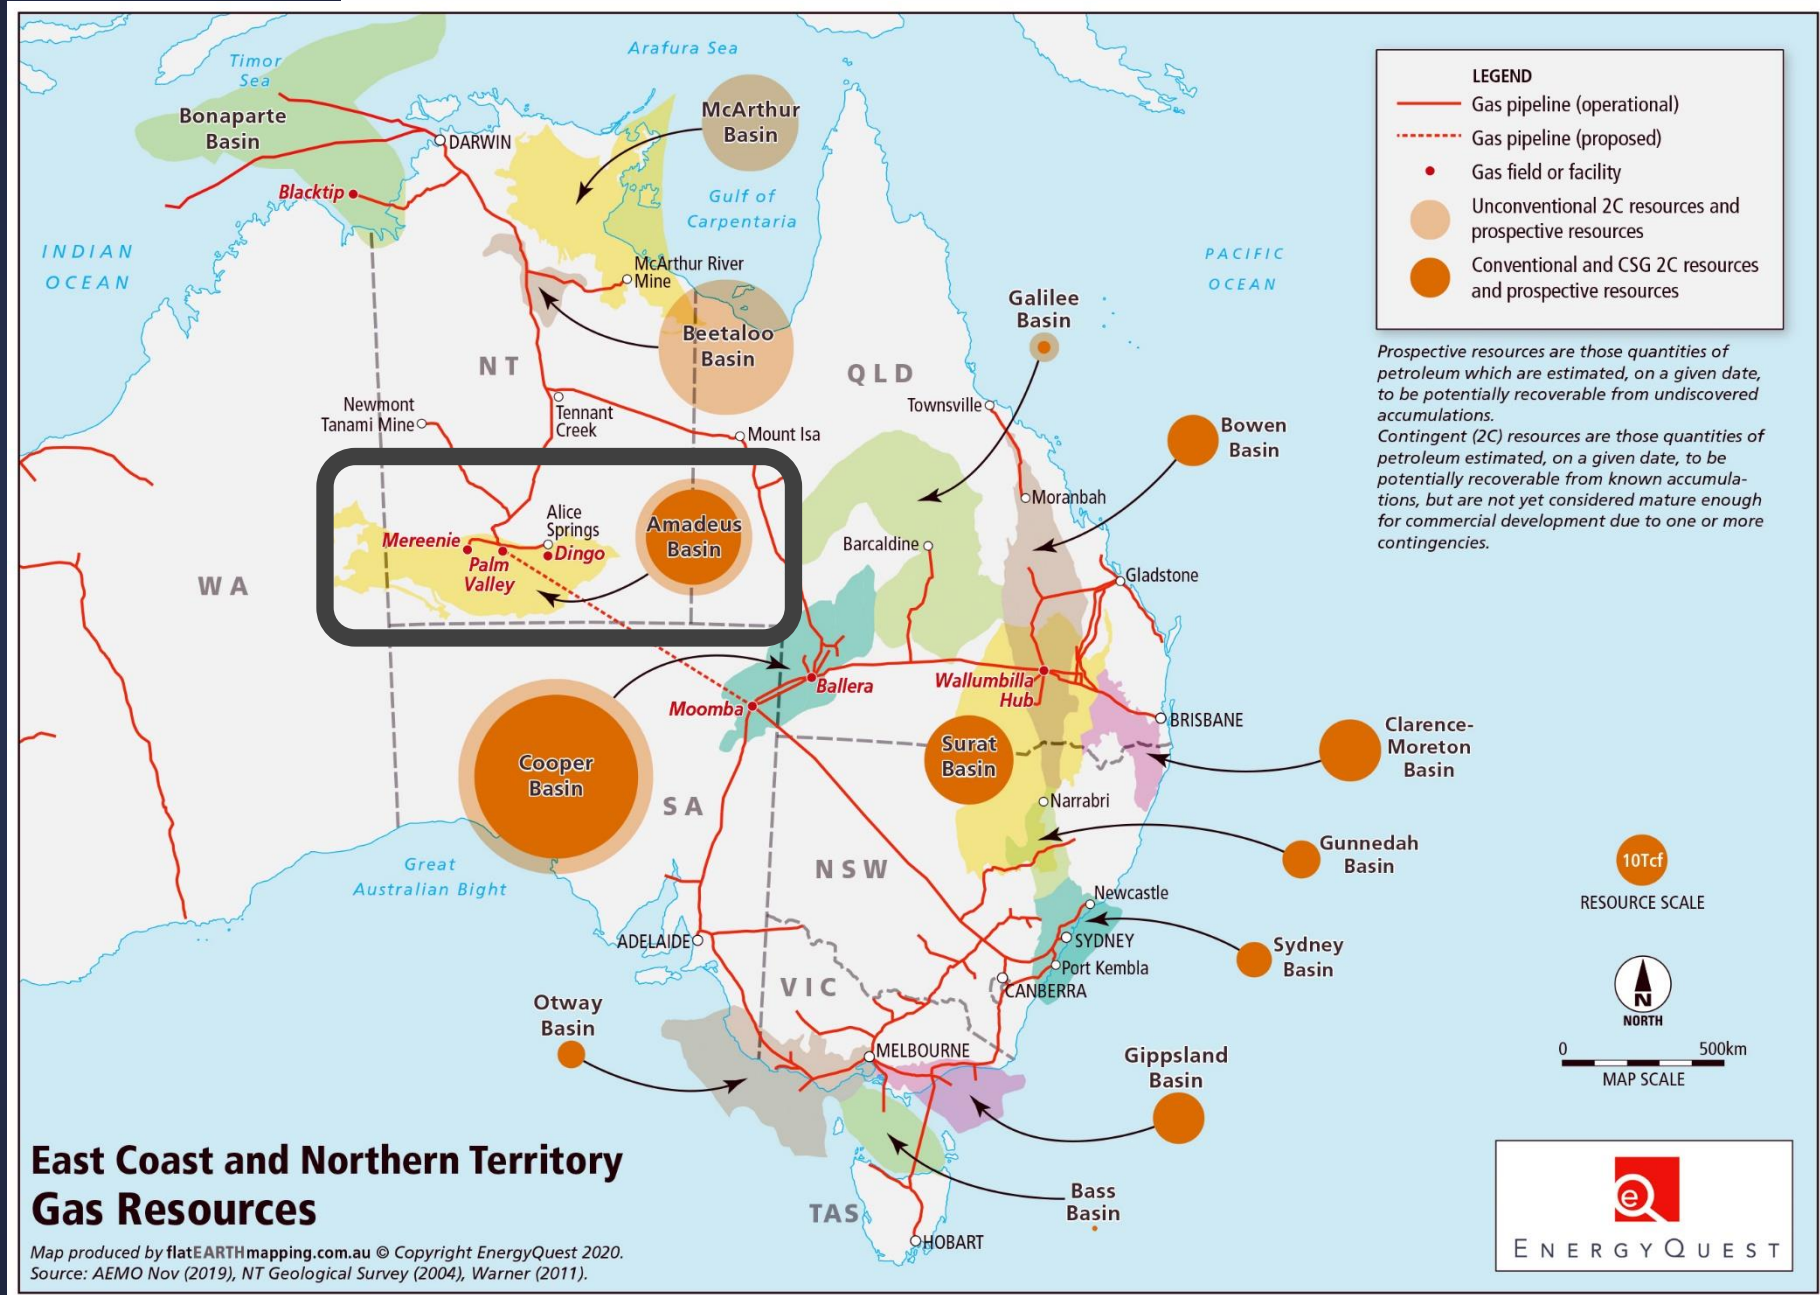 Timor
Sea
Arafura Sea
Bonaparte
Basin
DARWIN
McArthur
Basin
Blacktip
Gulf of
Carpentaria
INDIAN
OCEAN
McArthur River
Mine
PACIFIC
OCEAN
Beetaloo
Basin
Galilee
Basin
NT
QLD
Newmont
Tanami Mine
Tennant
Creek
Mount Isa
Townsville
Bowen
Basin
Moranbah
Alice
Springs
Amadeus
Basin
Mereenie
Palm
Valley
Dingo
Barcaldine
Gladstone
WA
Ballera
Wallumbilla
Hub
Moomba
BRISBANE
Clarence-
Moreton
Basin
Cooper
Basin
Surat
Basin
SA
Narrabri
Great
Australian Bight
NSW
Gunnedah
Basin
Newcastle
ADELAIDE
SYDNEY
Port Kembla
Sydney
Basin
VIC
CANBERRA
Otway
Basin
MELBOURNE
Gippsland
Basin
Bass
Basin
TAS
HOBART
LEGEND
Gas pipeline (operational)
Gas pipeline (proposed)
Gas field or facility
Unconventional 2C resources and
prospective resources
Conventional and CSG 2C resources
and prospective resources
Prospective resources are those quantities of
petroleum which are estimated, on a given date,
to be potentially recoverable from undiscovered
accumulations.
Contingent (2C) resources are those quantities of
petroleum estimated, on a given date, to be
potentially recoverable from known accumula-
tions, but are not yet considered mature enough
for commercial development due to one or more
contingencies.
10Tcf
RESOURCE SCALE
N
NORTH
0 500km
MAP SCALE
East Coast and Northern Territory
Gas Resources
Map produced by flatEARTHmapping.com.au © Copyright EnergyQuest 2020.
Source: AEMO Nov (2019), NT Geological Survey (2004), Warner (2011).
e
ENERGYQUEST